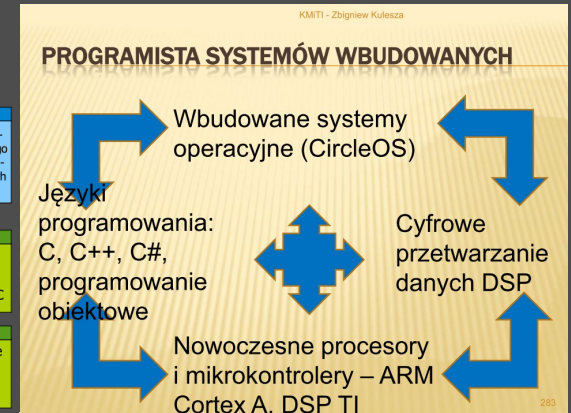 KMiTI - Zbigniew Kulesza
PROGRAMISTA SYSTEMÓW WBUDOWANYCH
Wbudowane systemy
operacyjne (CircleOS)
Języki
programowania:
C, C++, C#,
programowanie
obiektowe
Cyfrowe
przetwarzanie
danych DSP
Nowoczesne procesory
i mikrokontrolery – ARM
Cortex A, DSP TI
283